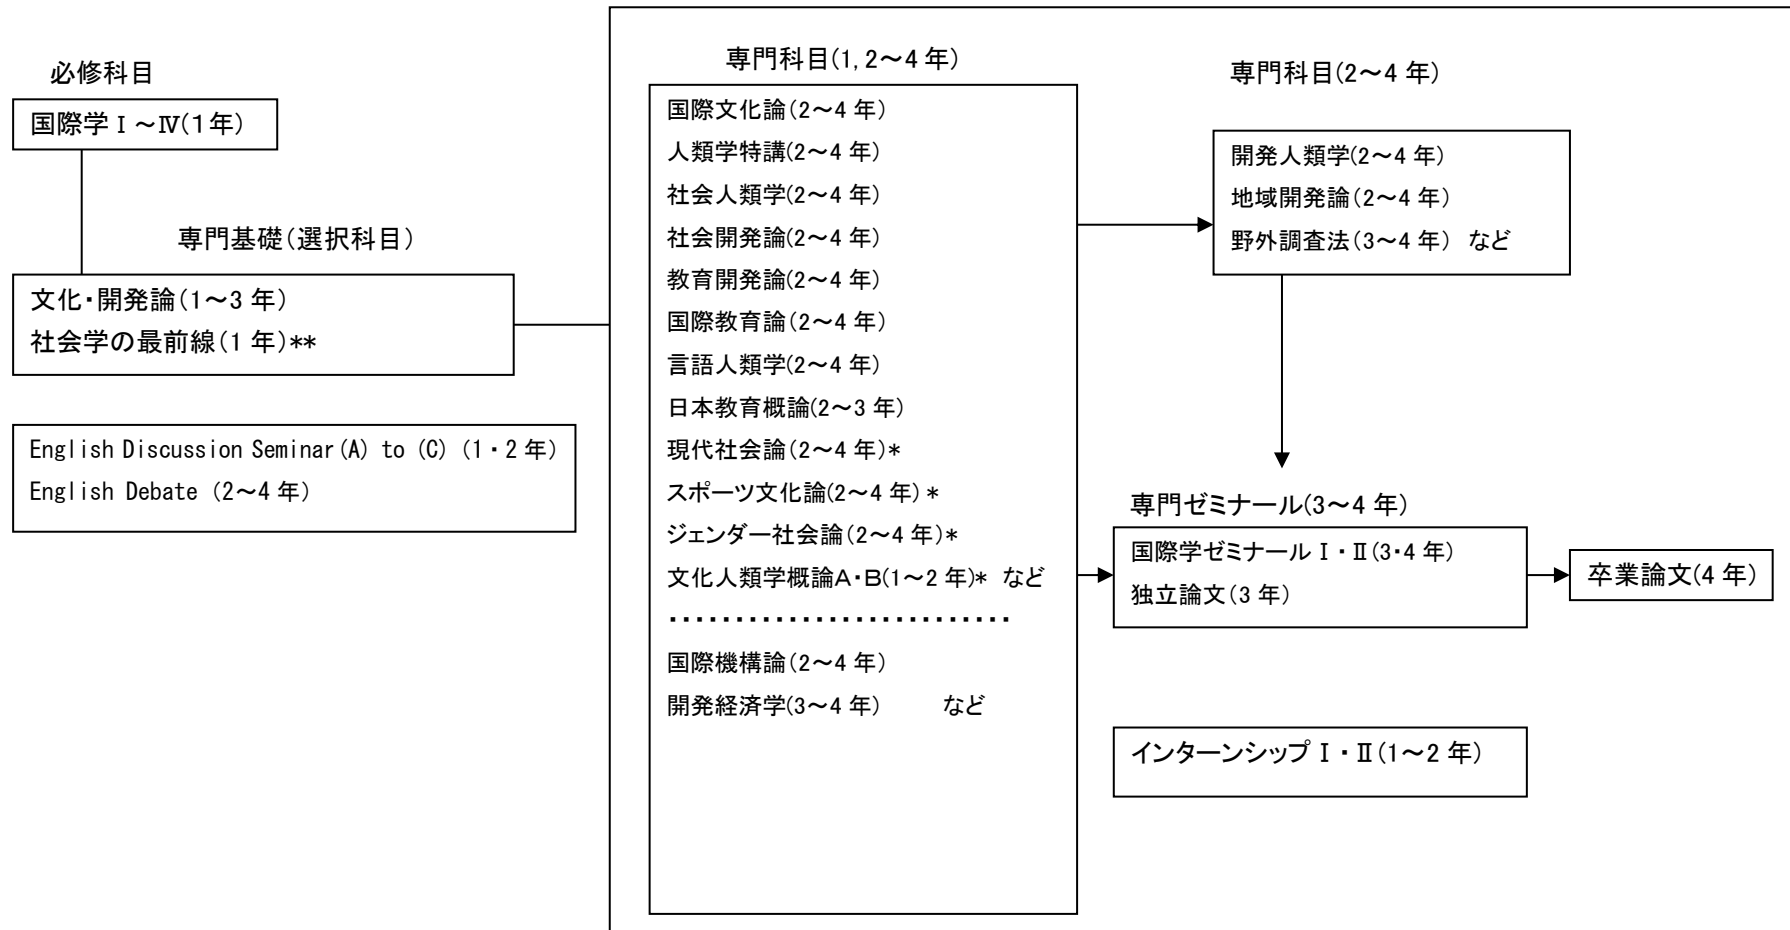 必修科目
国際学Ⅰ～Ⅳ(1年)
専門基礎(選択科目)
文化・開発論(1～3年)
社会学の最前線(1年)**
English Discussion Seminar(A) to (C) (1・2年)
English Debate (2～4年)
専門科目(1,2～4年)
国際文化論(2～4年)
人類学特講(2～4年)
社会人類学(2～4年)
社会開発論(2～4年)
教育開発論(2～4年)
国際教育論(2～4年)
言語人類学(2～4年)
日本教育概論(2～3年)
現代社会論(2～4年)*
スポーツ文化論(2～4年)*
ジェンダー社会論(2～4年)*
文化人類学概論A・B(1～2年)* など
・・・・・・・・・・・・・・・・・・・・・・・・・・
国際機構論(2～4年)
開発経済学(3～4年) など
専門科目(2～4年)
開発人類学(2～4年)
地域開発論(2～4年)
野外調査法(3～4年) など
専門ゼミナール(3～4年)
国際学ゼミナールⅠ・Ⅱ(3・4年)
独立論文(3年)
卒業論文(4年)
インターンシップⅠ・Ⅱ(1～2年)